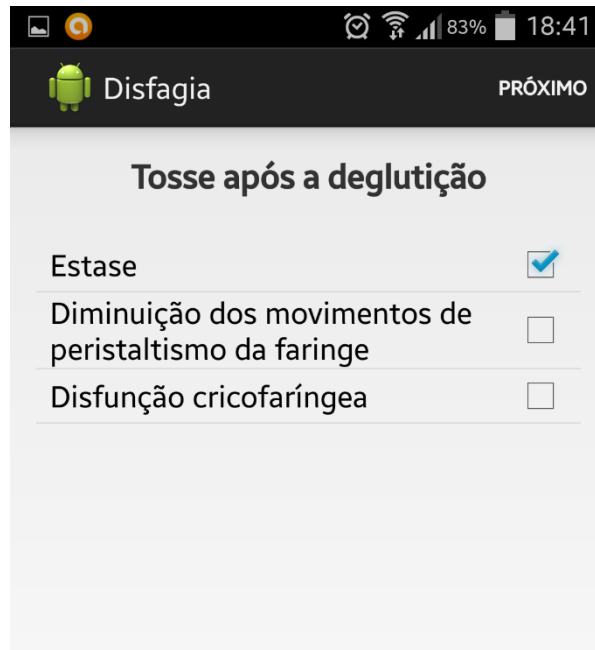 83% 18:41
Disfagia PRÓXIMO
Tosse após a deglutição
Estase
Diminuição dos movimentos de
peristaltismo da faringe
Disfunção cricofaríngea